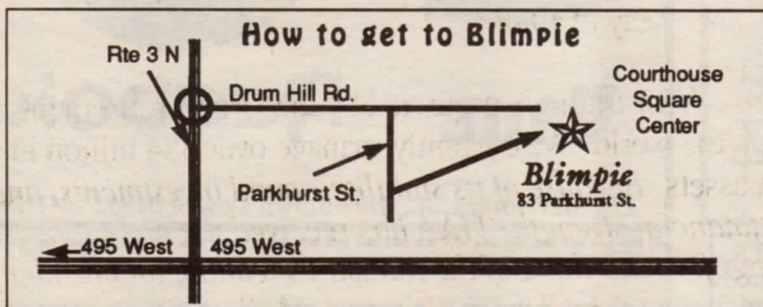 How to get to Blimpie
Rte 3 N
Drum Hill Rd.
Courthouse
Square
Center
Parkhurst St.
Blimpie
83 Parkhurst St.
495 West 495 West